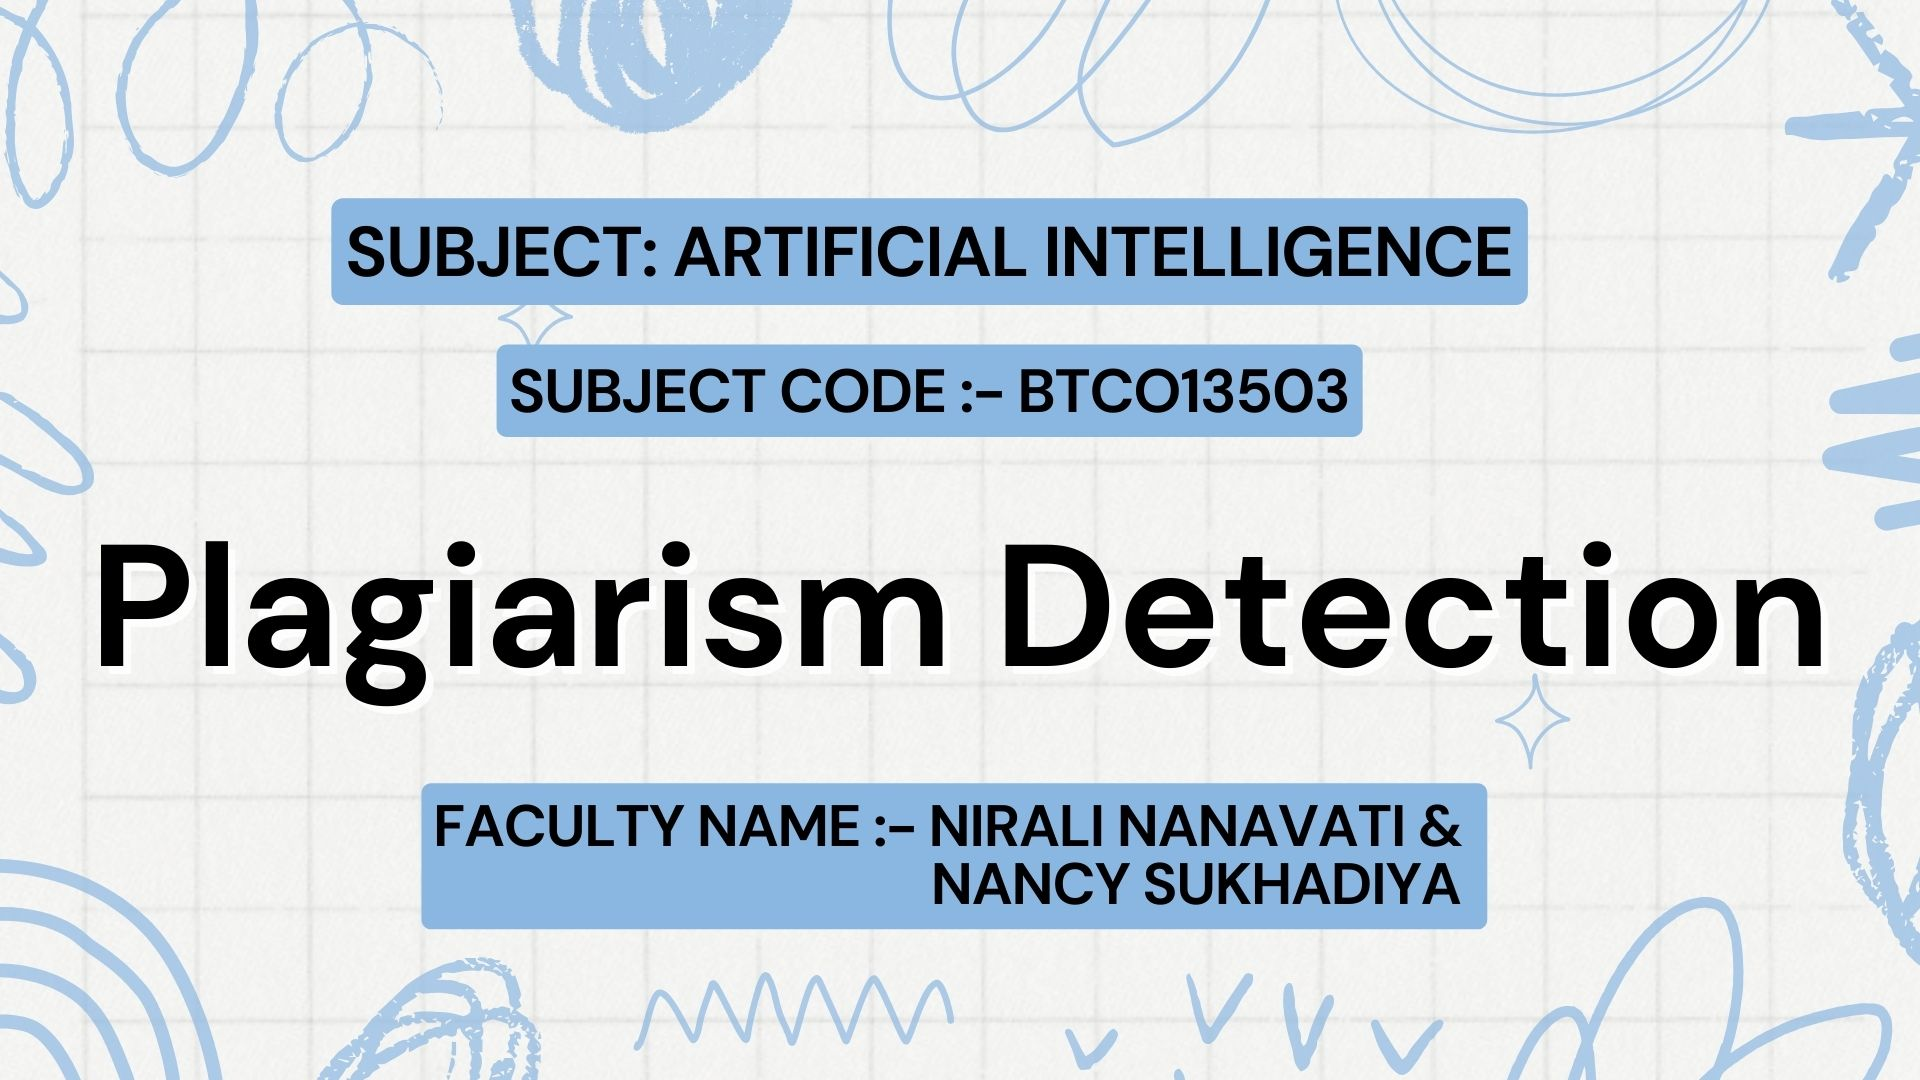 SUBJECT: ARTIFICIAL INTELLIGENCE
SUBJECT CODE :- BTCO13503
Plagiarism Detection
FACULTY NAME :- NIRALI NANAVATI &
NANCY SUKHADIYA